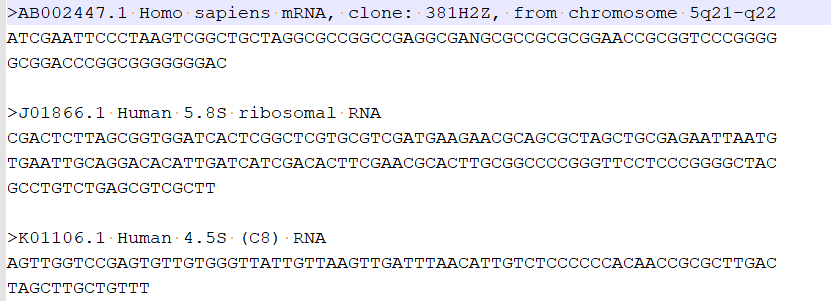 >AB002447.1 Homo sapiens mRNA, clone: 381H2Z, from chromosome 5q21-q22
ATCGAATTCCCTAAGTCGGCTGCTAGGCGCCGGCCGAGGCGANGCGCCGCGCGGAACCGCGGTCCCGGGG
GCGGACCCGGCGGGGGGGAC
>J01866.1 Human 5.8S ribosomal RNA
CGACTCTTAGCGGTGGATCACTCGGCTCGTGCGTCGATGAAGAACGCAGCGCTAGCTGCGAGAATTAATG
TGAATTGCAGGACACATTGATCATCGACACTTCGAACGCACTTGCGGCCCCGGGTTCCTCCCGGGGCTAC
GCCTGTCTGAGCGTCGCTT
>K01106.1 Human 4.5S (C8) RNA
AGTTGGTCCGAGTGTTGTGGGTTATTGTTAAGTTGATTTAACATTGTCTCCCCCCACAACCGCGCTTGAC
TAGCTTGCTGTTT